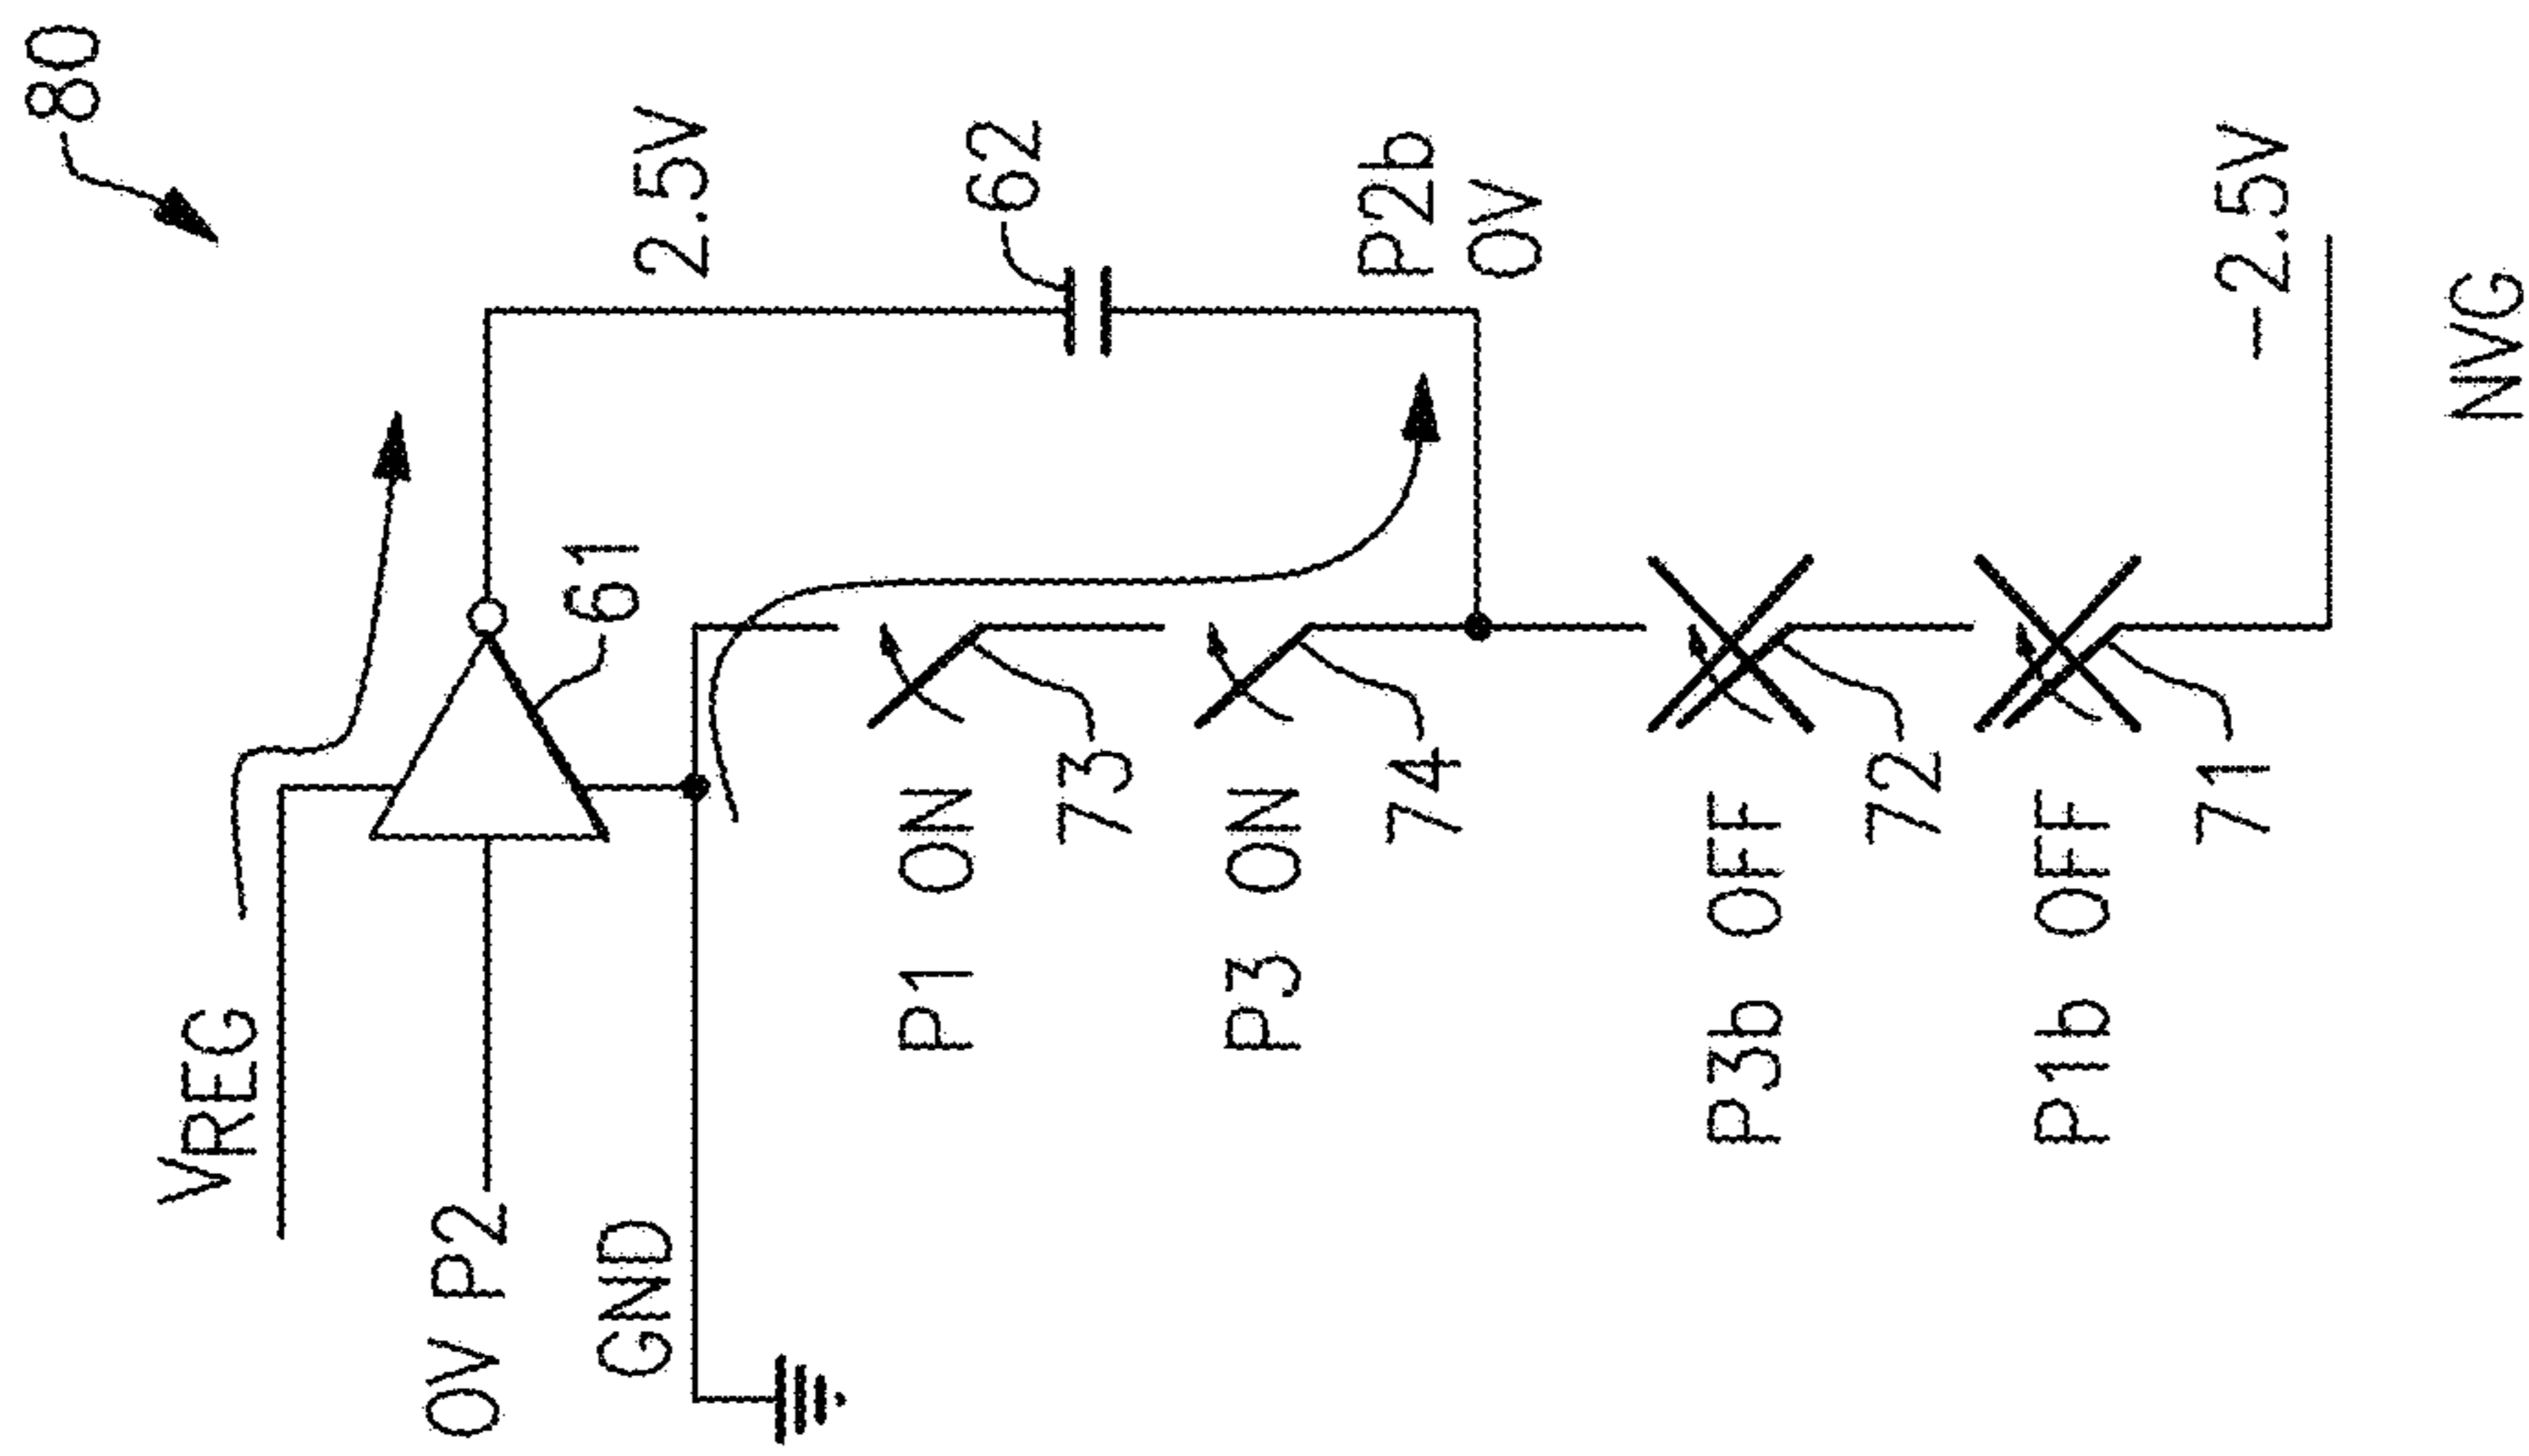 80
VREG
0V P2
GND
61
2.5V
62
P1 ON
73
P3 ON
74
P2b
0V
P3b OFF
72
P1b OFF
71
-2.5V
NVG